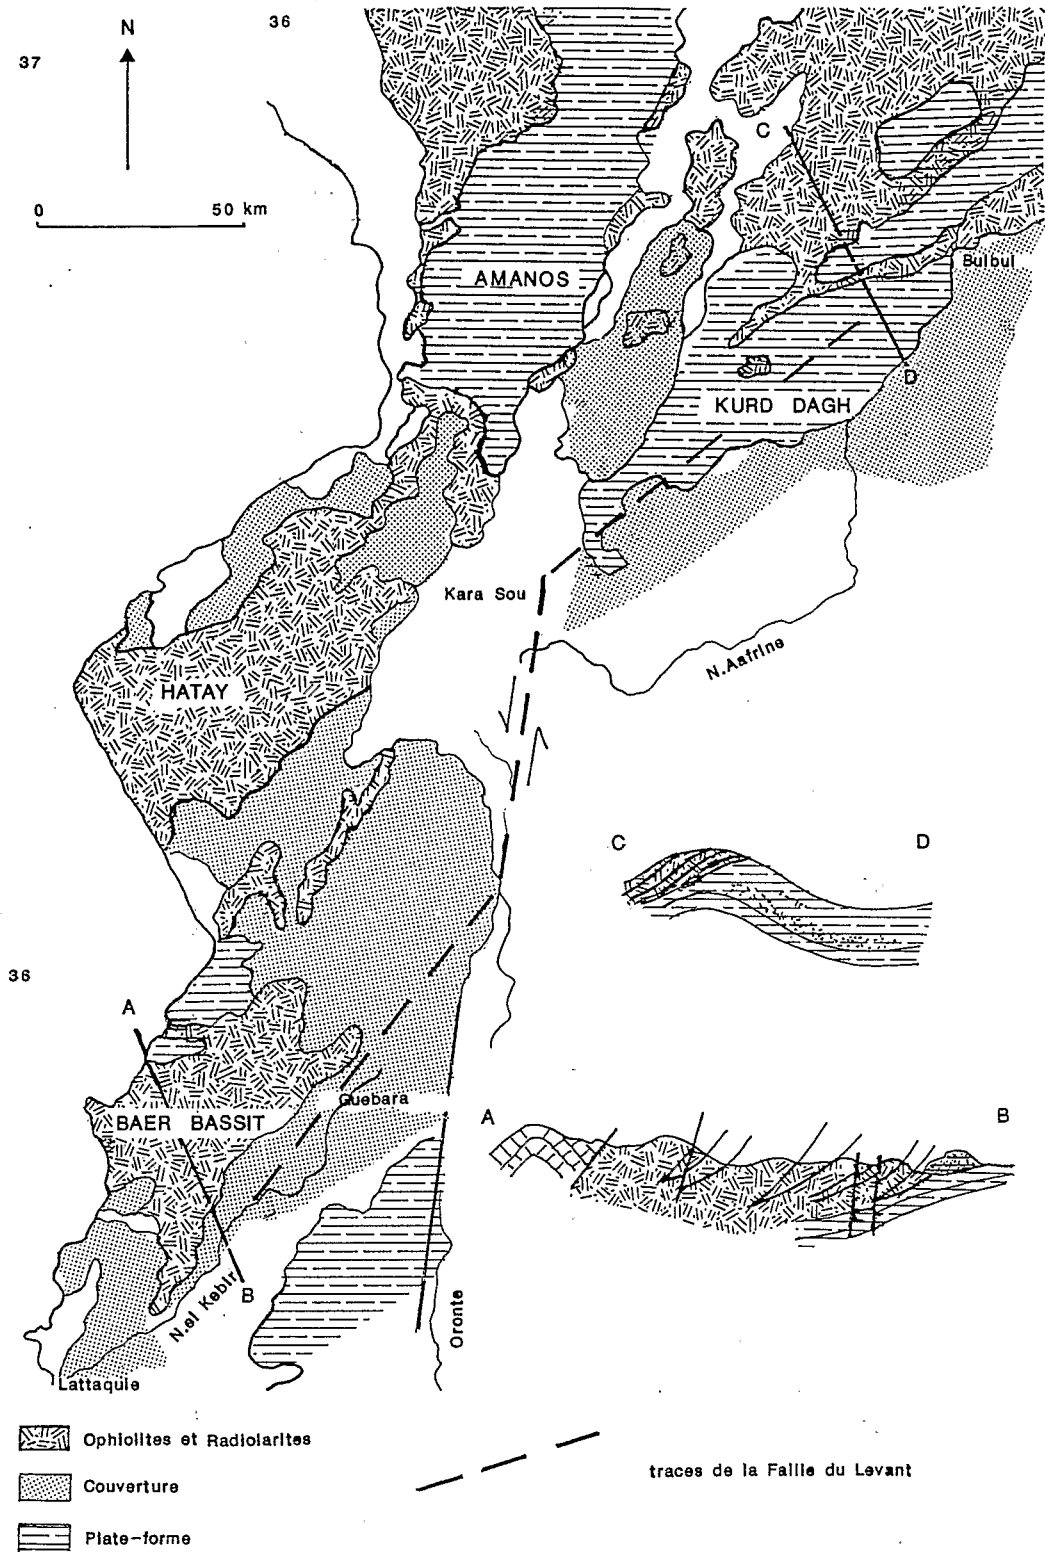 36
N
37
0 50 km
C
AMANOS
Bulbul
D
KURD DAGH
Kara Sou
N.Aafrine
HATAY
C D
36
A
Guebara
BAER BASSIT
A B
B
N.el Kebir
Oronte
Lattaquie
Ophiolites et Radiolarites
Couverture
traces de la Faille du Levant
Plate-forme